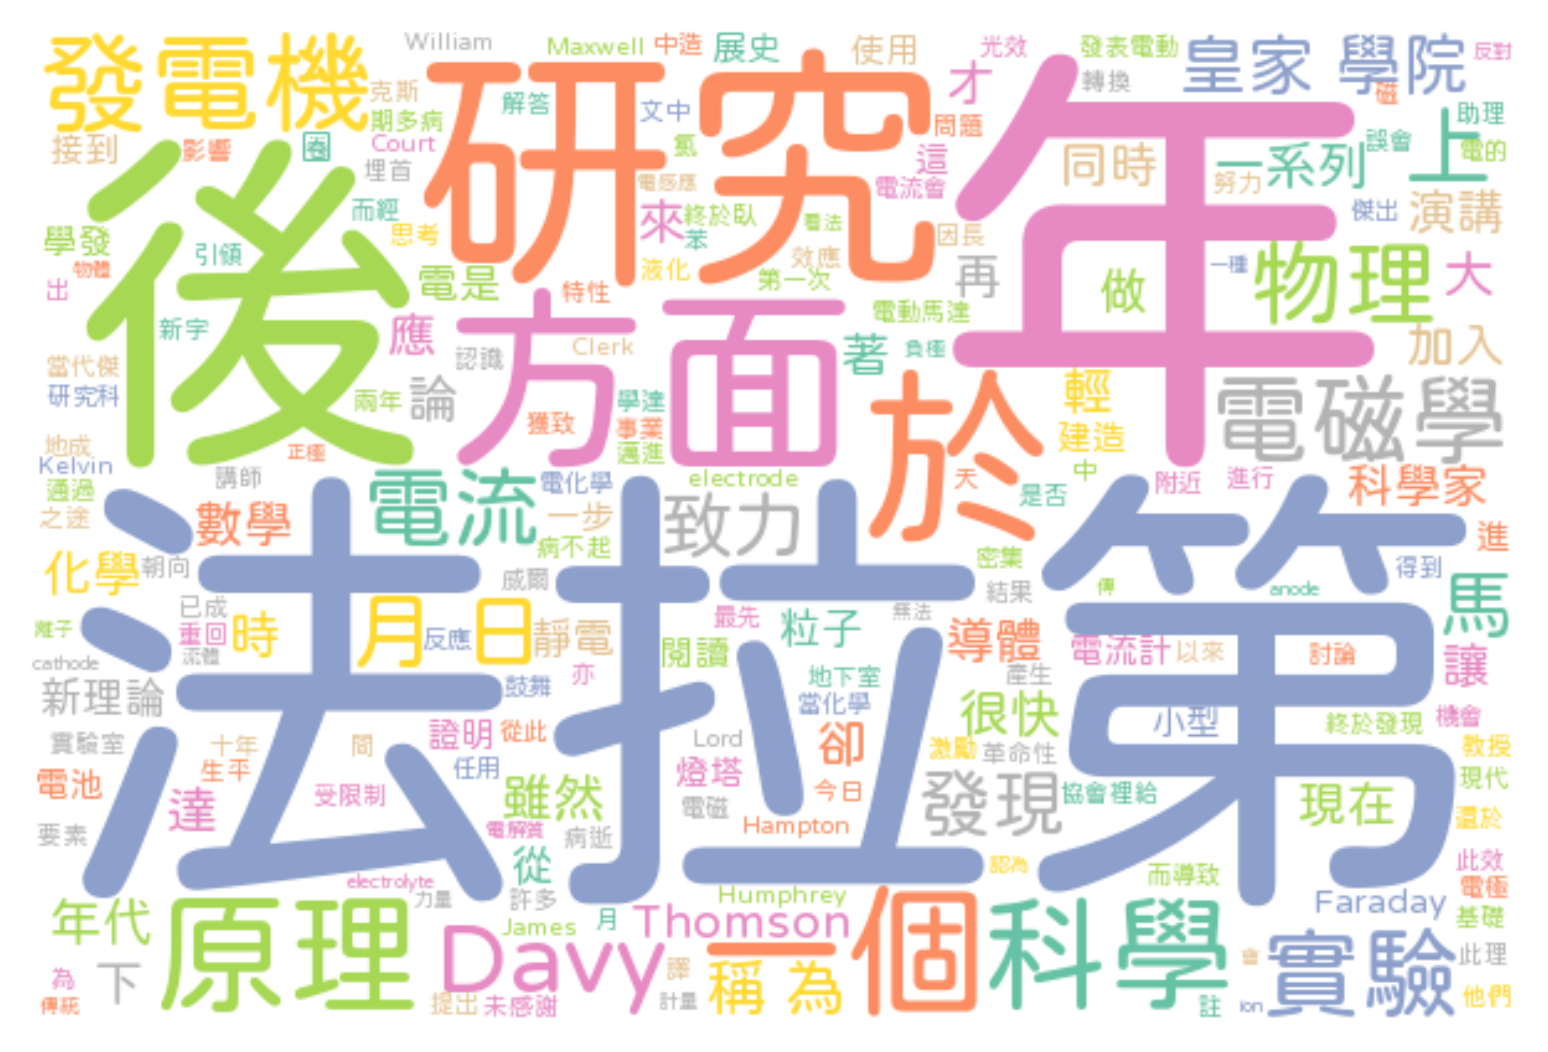 發電機
William
Maxwell
中造
展史
使用
光效
發表電動
皇家 學院
反對
克斯
研究
解答
文中
才
年
轉換
磁
助理
期多病
氫
問題
同時
一系列
上
誤會
電的
接到
影響
圈
Court
埋首
電感應
這
電流會
努力
後
而經
來
終於臥
看法
傑出
演講
學發
引領
思考
苯
因長
物體
出
電是
液化
效應
第一次
再
做
一種
物理
大
特性
新字
應
認識
方面
Clerk
電動馬達
著
負極
加入
當代傑
研究科
兩年
論
學達
於
輕
電磁學
獲致
事業
邁進
建造
地成
Kelvin
正極
講師
通過
電流
電化學
electrode
天
中
是否
附近
進行
科學家
之途
數學
一步
致力
進
病不起
化學
朝向
法拉第
威爾
密集
結果
傳
anode
得到
馬
已成
離子
重回
時
月
反應
日
靜電
最先
粒子
無法
導體
電流計
以來
討論
讓
cathode
流體
閱讀
亦
地下室
產生
新理論
鼓舞
當化學
很快
小型
終於發現
機會
實驗室
十年
間
證明
從此
Lord
卻
激勵
革命性
教授
電池
生平
受限制
任用
燈塔
今日
發現
協會裡給
現代
達
雖然
電磁
現在
還於
要素
電解質
病逝
Hampton
從
認為
而導致
此效
electrolyte
力量
許多
Humphrey
電極
年代
原理
James
月
Thomson
一個
科學
Faraday
基礎
Davy
為
下
譯
稱 為
會
實驗
此理
傳統
提出
未感謝
計量
註
ion
他們